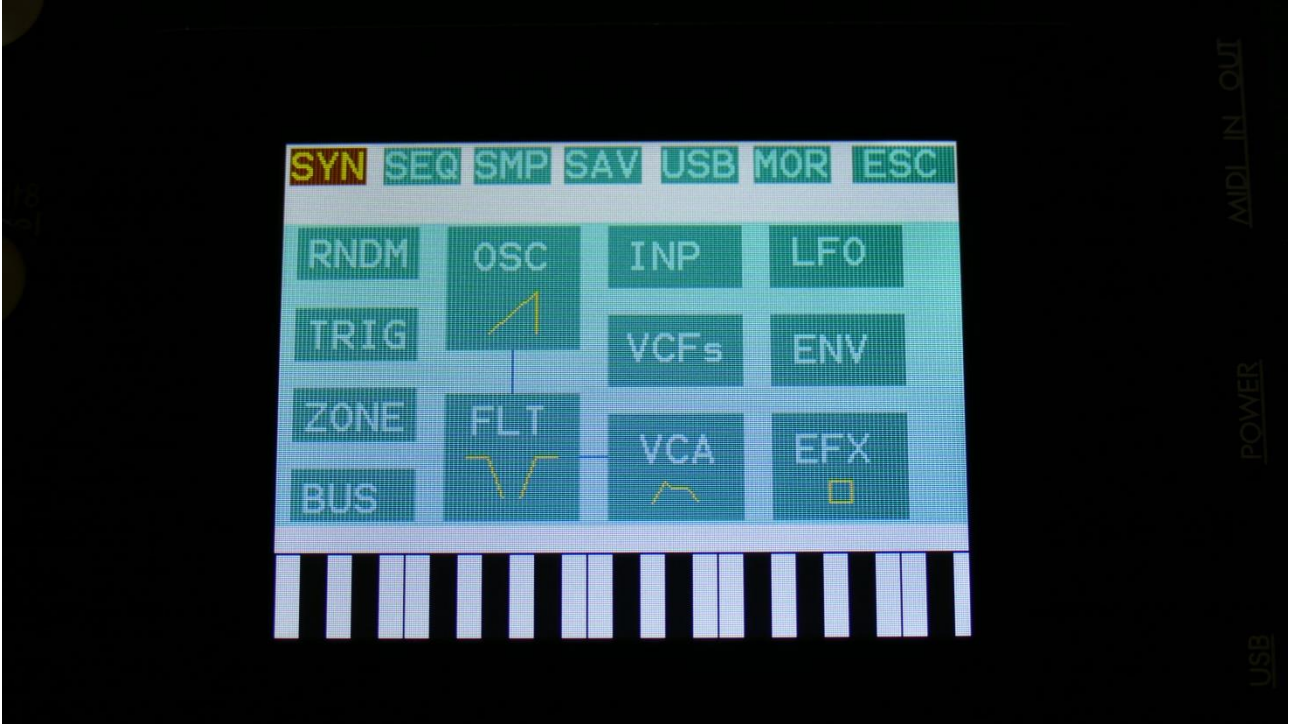 SYN SEQ SMP SAV USB MOR ESC
RNDM OSC INP LFO
TRIG VCFs ENV
ZONE FLT VCA EFX
BUS
MIDI IN OUT
POWER
USB